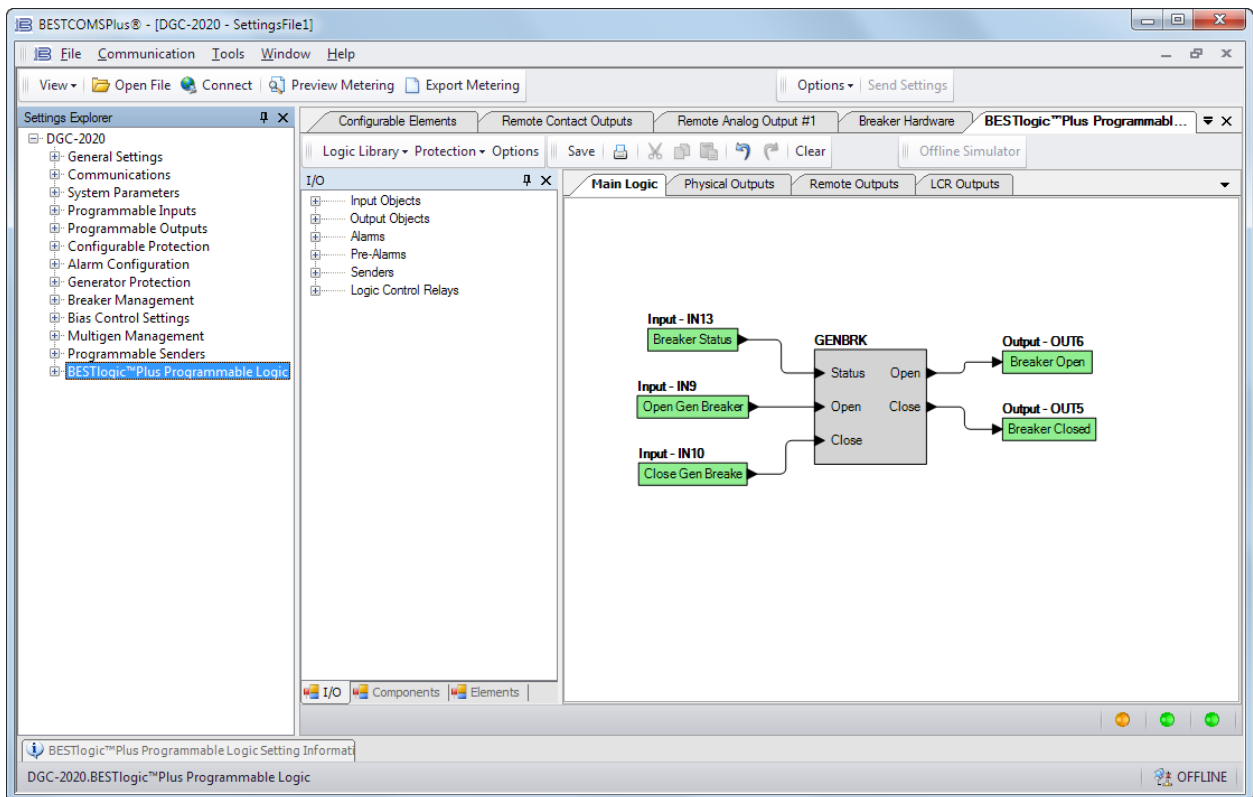 BESTCOMSPlus® - [DGC-2020 - SettingsFile1]
File Communication Tools Window Help
View Open File Connect Preview Metering Export Metering Options Send Settings
Settings Explorer
DGC-2020
General Settings
Communications
System Parameters
Programmable Inputs
Programmable Outputs
Configurable Protection
Alarm Configuration
Generator Protection
Breaker Management
Bias Control Settings
Multigen Management
Programmable Senders
BESTlogic™Plus Programmable Logic
Configurable Elements Remote Contact Outputs Remote Analog Output #1 Breaker Hardware BESTlogic™Plus Programmabl...
Logic Library Protection Options Save Clear Offline Simulator
I/O
Input Objects
Output Objects
Alarms
Pre-Alarms
Senders
Logic Control Relays
I/O Components Elements
Main Logic Physical Outputs Remote Outputs LCR Outputs
Input - IN13
Breaker Status
Input - IN9
Open Gen Breaker
Input - IN10
Close Gen Breake
GENBRK
Status Open
Open Close
Close
Output - OUT6
Breaker Open
Output - OUT5
Breaker Closed
BESTlogic™Plus Programmable Logic Setting Informati
DGC-2020.BESTlogic™Plus Programmable Logic OFFLINE